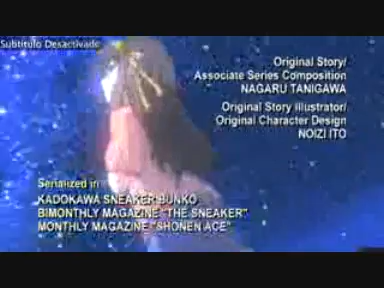 Subtitulo Desactivado
Original Story/
Associate Series Composition
NAGARU TANIGAWA
Original Story Illustrator/
Original Character Design
NOIZI ITO
Serialized in
KADOKAWA SNEAKER BUNKO
BIMONTHLY MAGAZINE "THE SNEAKER"
MONTHLY MAGAZINE "SHONEN ACE"